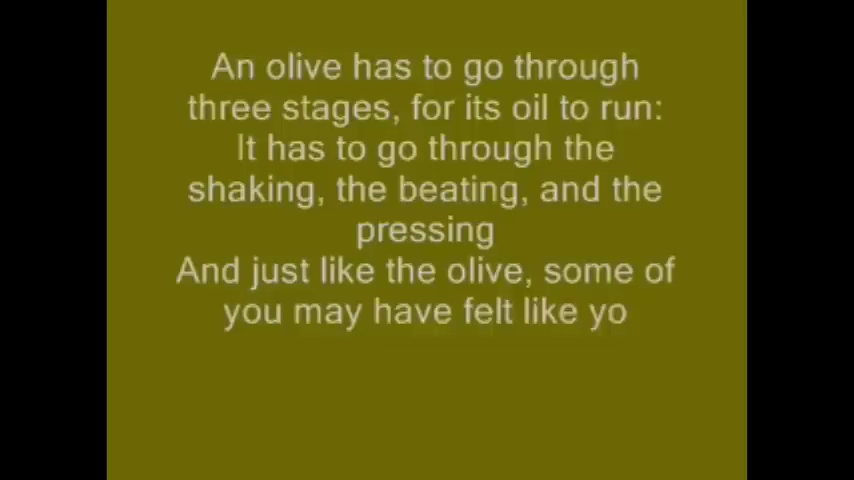 An olive has to go through
three stages, for its oil to run:
It has to go through the
shaking, the beating, and the
pressing
And just like the olive, some of
you may have felt like yo